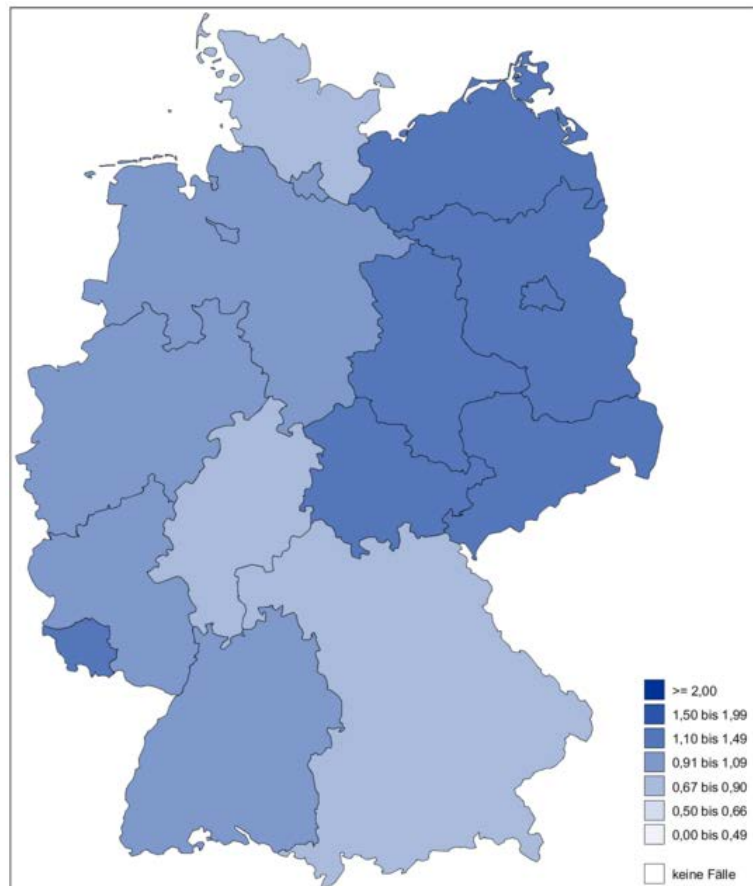 >= 2,00
1,50 bis 1,99
1,10 bis 1,49
0,91 bis 1,09
0,67 bis 0,90
0,50 bis 0,66
0,00 bis 0,49
keine Fälle